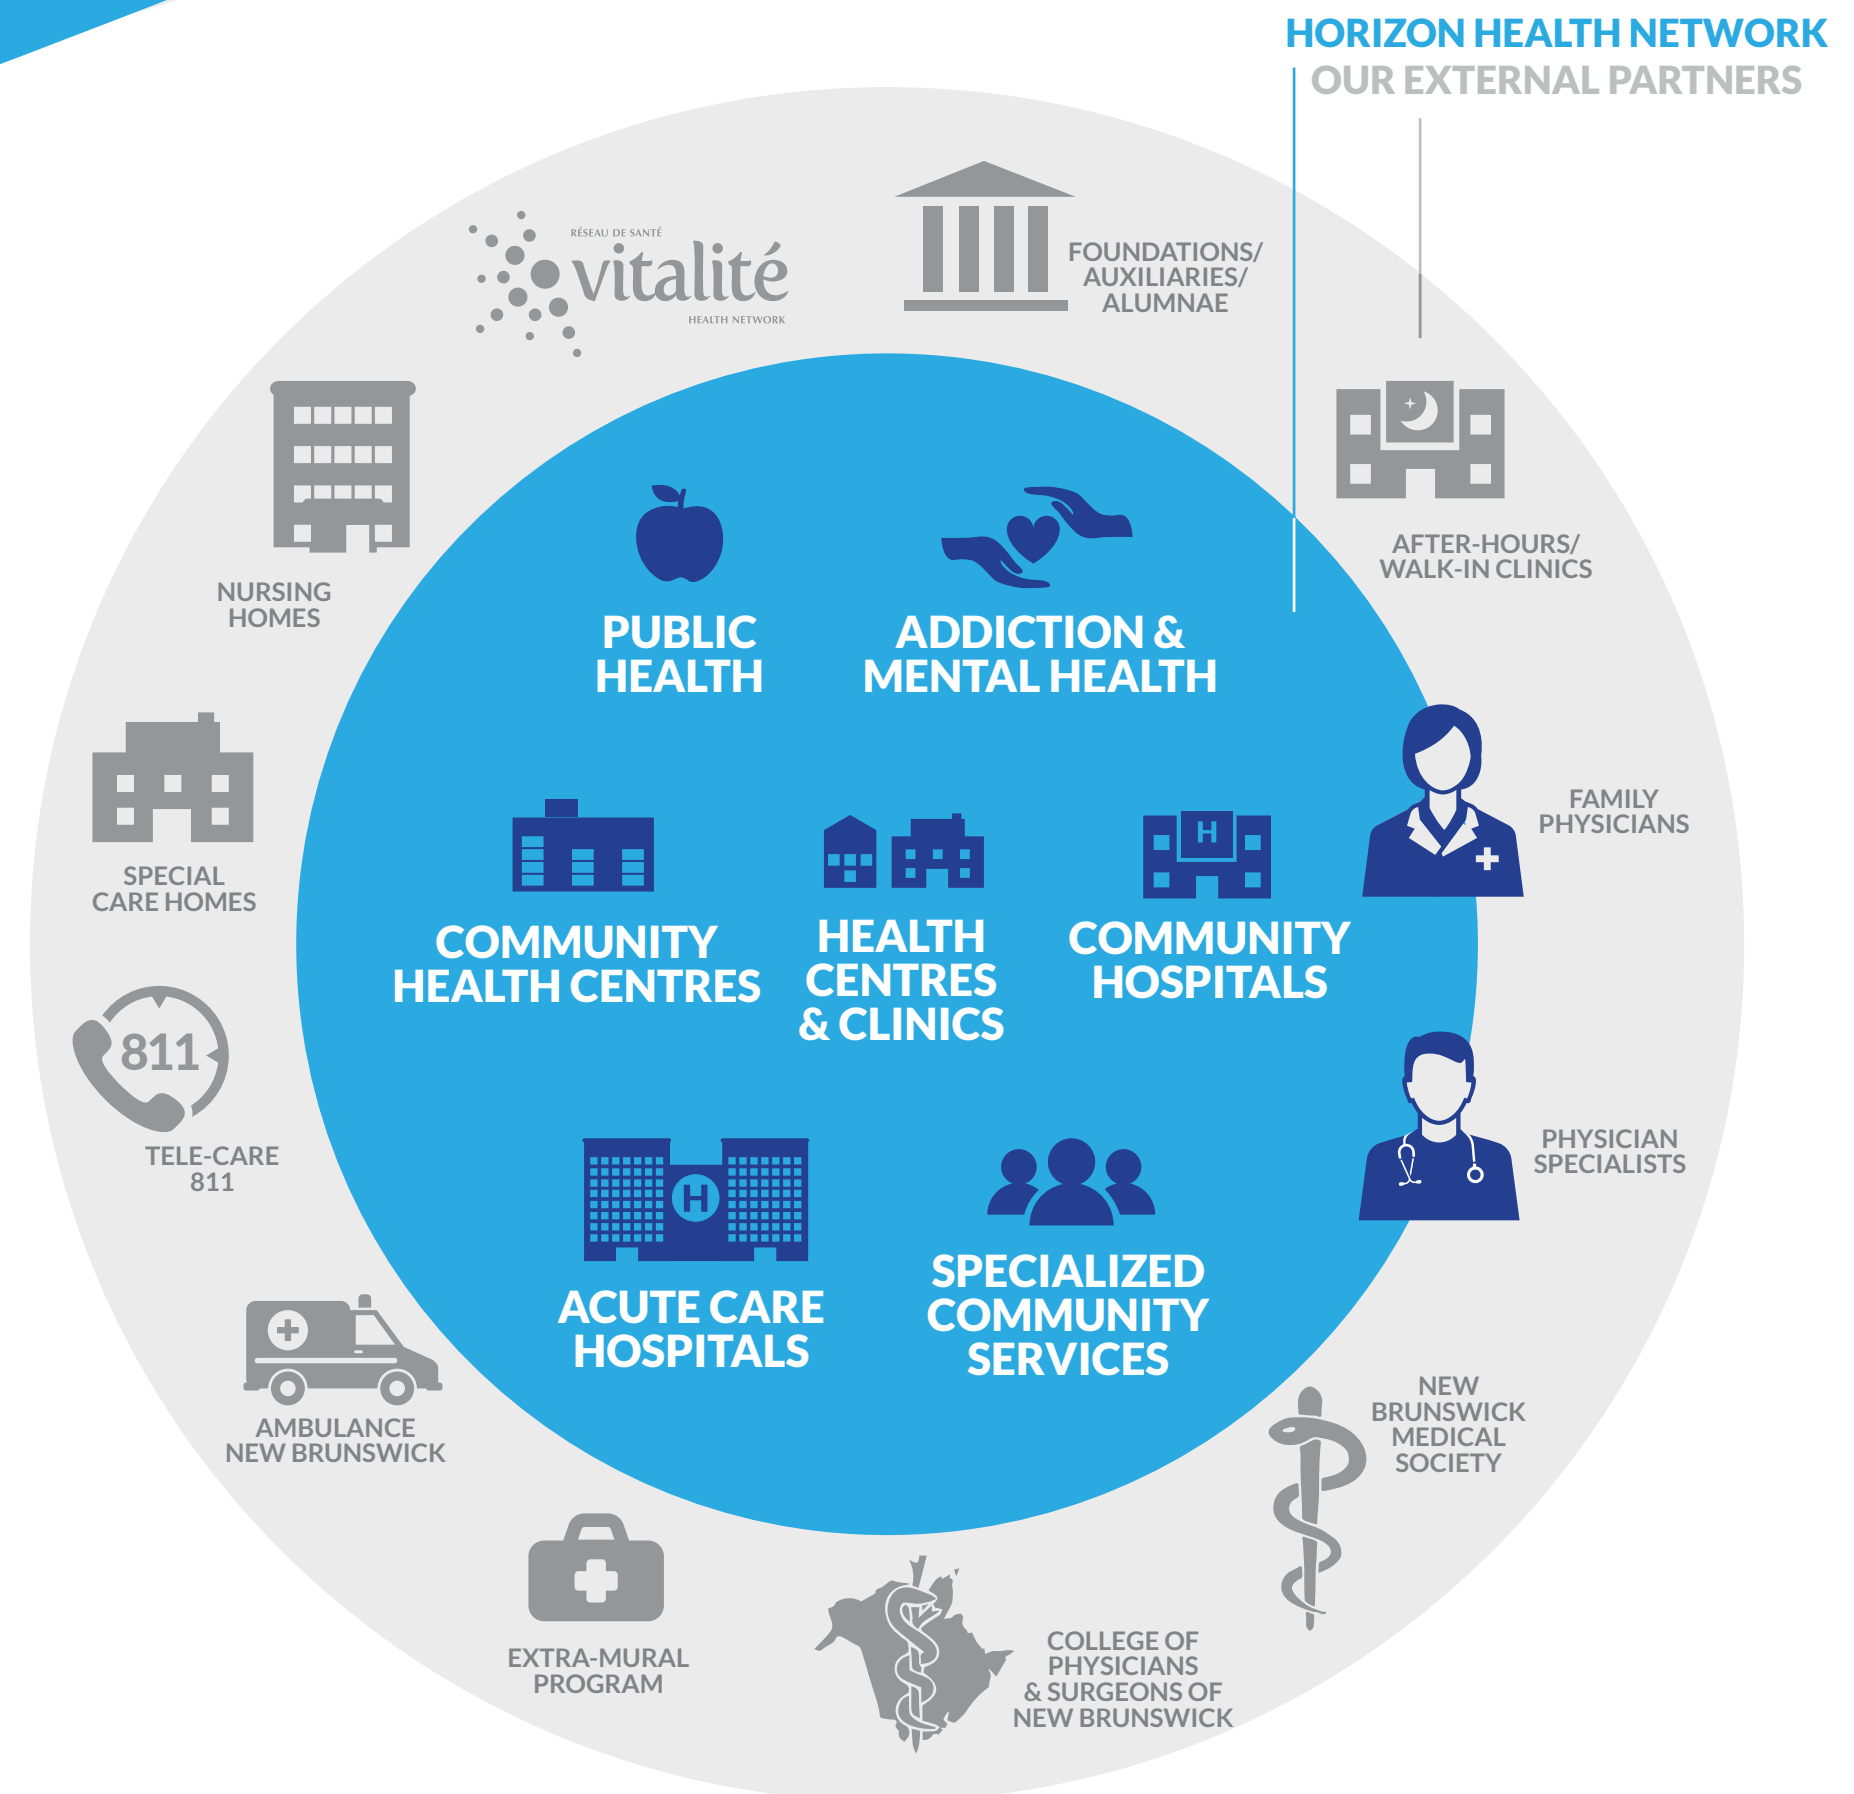 HORIZON HEALTH NETWORK
OUR EXTERNAL PARTNERS
RÉSEAU DE SANTÉ
vitalité
HEALTH NETWORK
FOUNDATIONS/
AUXILIARIES/
ALUMNAE
AFTER-HOURS/
WALK-IN CLINICS
NURSING
HOMES
PUBLIC
HEALTH
ADDICTION &
MENTAL HEALTH
FAMILY
PHYSICIANS
SPECIAL
CARE HOMES
H
COMMUNITY
HEALTH CENTRES
HEALTH
CENTRES
& CLINICS
COMMUNITY
HOSPITALS
811
TELE-CARE
811
PHYSICIAN
SPECIALISTS
H
ACUTE CARE
HOSPITALS
SPECIALIZED
COMMUNITY
SERVICES
AMBULANCE
NEW BRUNSWICK
NEW
BRUNSWICK
MEDICAL
SOCIETY
EXTRA-MURAL
PROGRAM
COLLEGE OF
PHYSICIANS
& SURGEONS OF
NEW BRUNSWICK